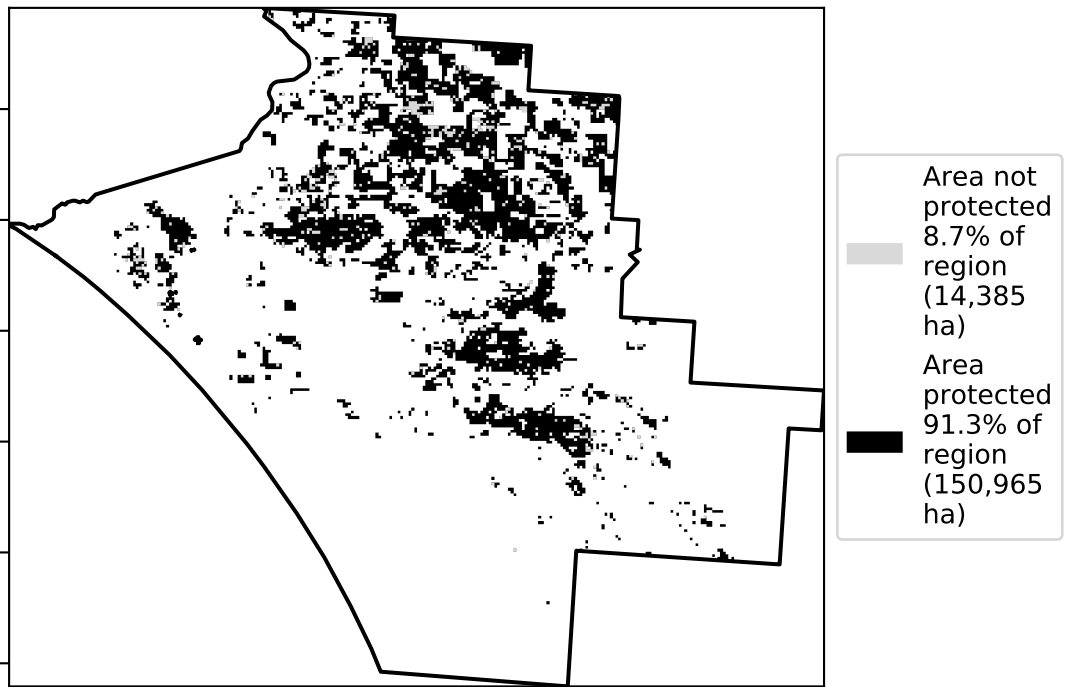 Area not
protected
8.7% of
region
(14,385
ha)
Area
protected
91.3% of
region
(150,965
ha)